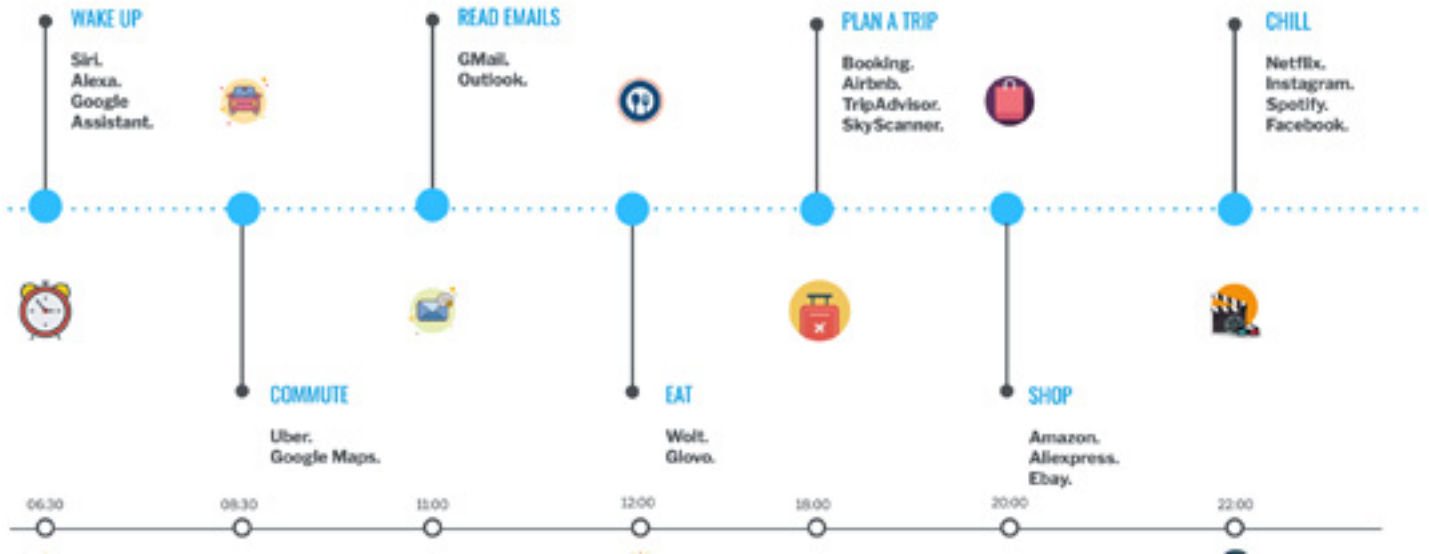 WAKE UP
Siri.
Alexa.
Google
Assistant.
READ EMAILS
GMail.
Outlook.
PLAN A TRIP
Booking.
Airbnb.
TripAdvisor.
SkyScanner.
CHILL
Netflix.
Instagram.
Spotify.
Facebook.
COMMUTE
Uber.
Google Maps.
EAT
Wolt.
Glovo.
SHOP
Amazon.
Aliexpress.
Ebay.
06:30
08:30
11:00
12:00
18:00
20:00
22:00